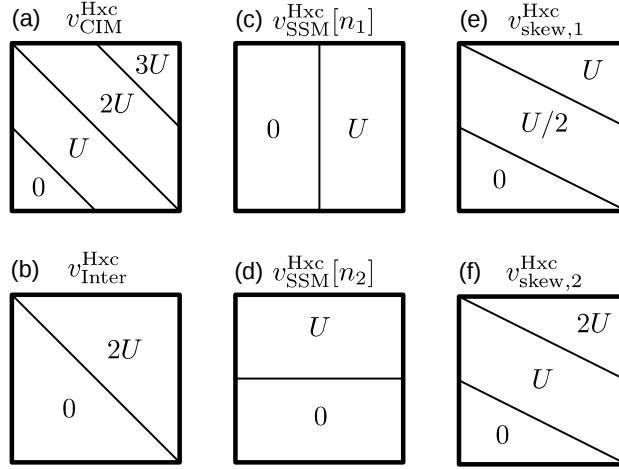 (a) v_CIM^Hxc
3U
2U
U
0
(c) v_SSM^Hxc[n_1]
0 U
(e) v_skew,1^Hxc
U
U/2
0
(b) v_Inter^Hxc
2U
0
(d) v_SSM^Hxc[n_2]
U
0
(f) v_skew,2^Hxc
2U
U
0